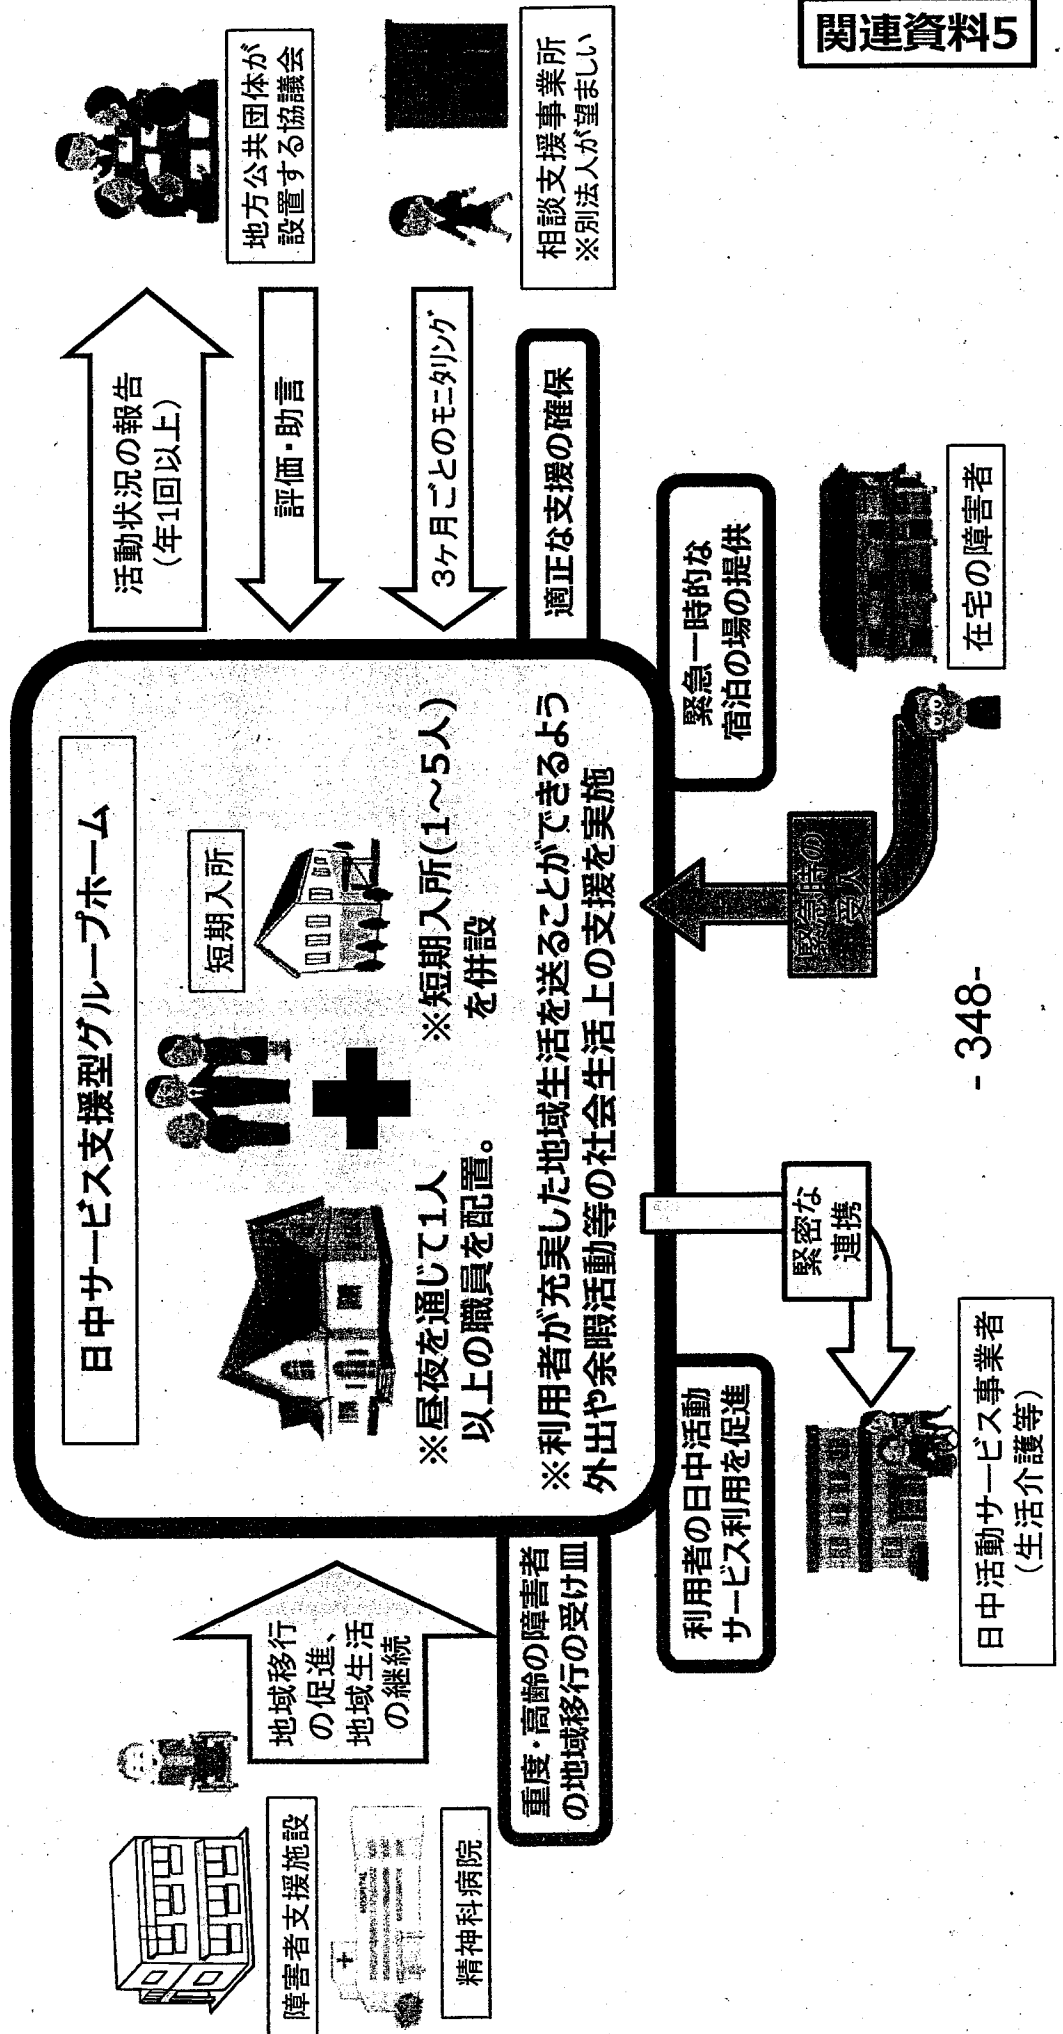 関連資料5
日中サービス支援型グループホーム
短期入所
※昼夜を通じて1人
以上の職員を配置。
※短期入所(1～5人)
を併設
※利用者が充実した地域生活を送ることができるよう
外出や余暇活動等の社会生活上の支援を実施
障害者支援施設
HOSPITAL
精神科病院
地域移行
の促進、
地域生活
の継続
重度・高齢の障害者
の地域移行の受け皿
活動状況の報告
(年1回以上)
評価・助言
3ヶ月ごとのモニタリング
適正な支援の確保
地方公共団体が
設置する協議会
相談支援事業所
※別法人が望ましい
利用者の日中活動
サービス利用を促進
緊密な
連携
日中活動サービス事業者
(生活介護等)
緊急一時的な
宿泊の場の提供
緊急時の
受入
在宅の障害者
- 348-